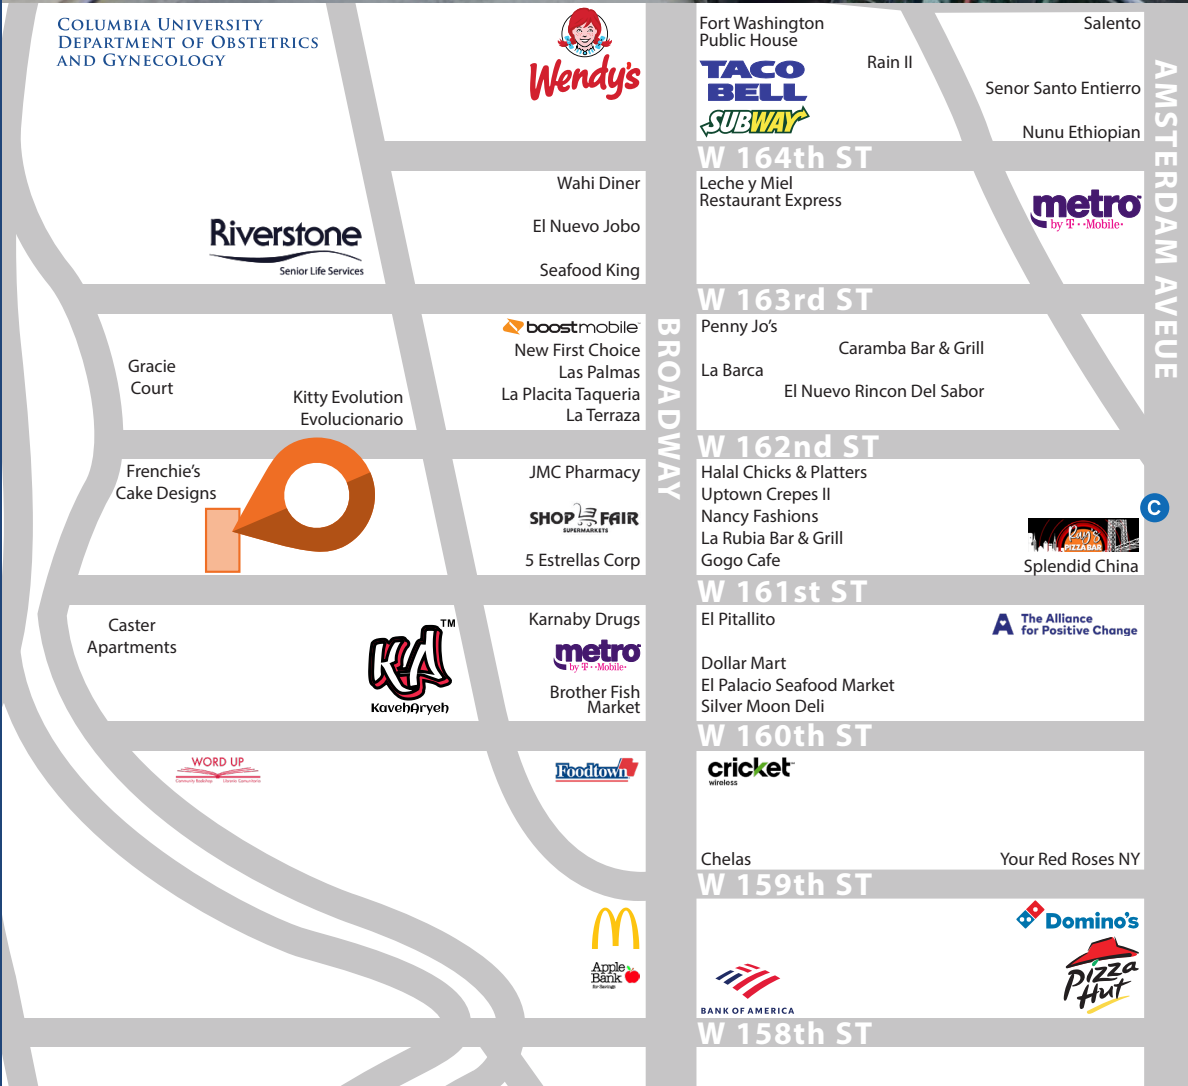 COLUMBIA UNIVERSITY
DEPARTMENT OF OBSTETRICS
AND GYNECOLOGY
Wendy's
Fort Washington
Public House
TACO
BELL
SUBWAY
Rain II
Salento
Senor Santo Entierro
Nunu Ethiopian
AMSTERDAM AVEUE
W 164th ST
Riverstone
Senior Life Services
Wahi Diner
El Nuevo Jobo
Seafood King
Leche y Miel
Restaurant Express
metro
by T-Mobile
W 163rd ST
Gracie
Court
Kitty Evolution
Evolucionario
boostmobile
New First Choice
Las Palmas
La Placita Taqueria
La Terraza
BROADWAY
Penny Jo's
Caramba Bar & Grill
La Barca
El Nuevo Rincon Del Sabor
W 162nd ST
Frenchie's
Cake Designs
JMC Pharmacy
SHOP FAIR
SUPERMARKETS
5 Estrellas Corp
Halal Chicks & Platters
Uptown Crepes II
Nancy Fashions
La Rubia Bar & Grill
Gogo Cafe
C
Ray's
PIZZA BAR
Splendid China
W 161st ST
Caster
Apartments
KA TM
KavehAryeh
Karnaby Drugs
metro
by T-Mobile
Brother Fish
Market
El Pitallito
Dollar Mart
El Palacio Seafood Market
Silver Moon Deli
A The Alliance
for Positive Change
W 160th ST
WORD UP
Community Bookshop Librería Comunitaria
Foodtown
cricket
wireless
Chelas
Your Red Roses NY
W 159th ST
M
Apple
Bank
for Savings
BANK OF AMERICA
Domino's
Pizza
Hut
W 158th ST